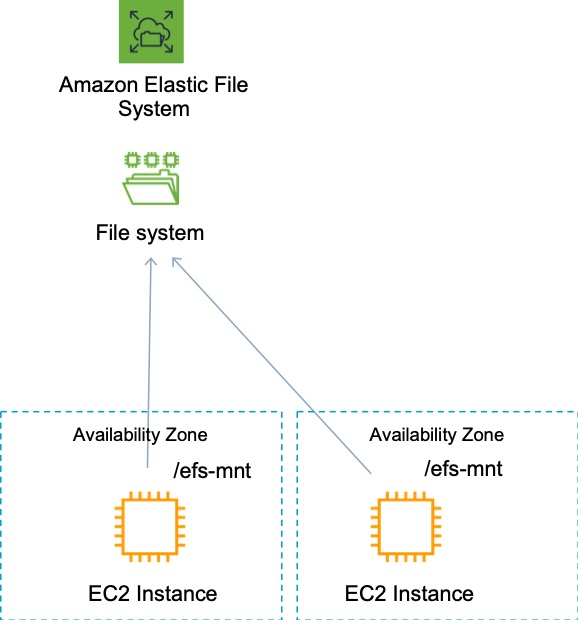 Amazon Elastic File
System
File system
Availability Zone
/efs-mnt
EC2 Instance
Availability Zone
/efs-mnt
EC2 Instance